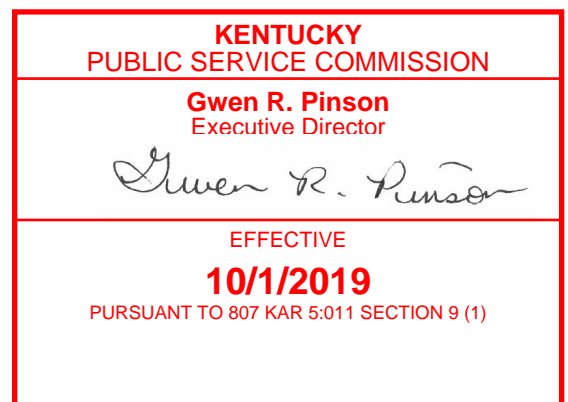 KENTUCKY
PUBLIC SERVICE COMMISSION
Gwen R. Pinson
Executive Director
Gwen R. Pinson
EFFECTIVE
10/1/2019
PURSUANT TO 807 KAR 5:011 SECTION 9 (1)